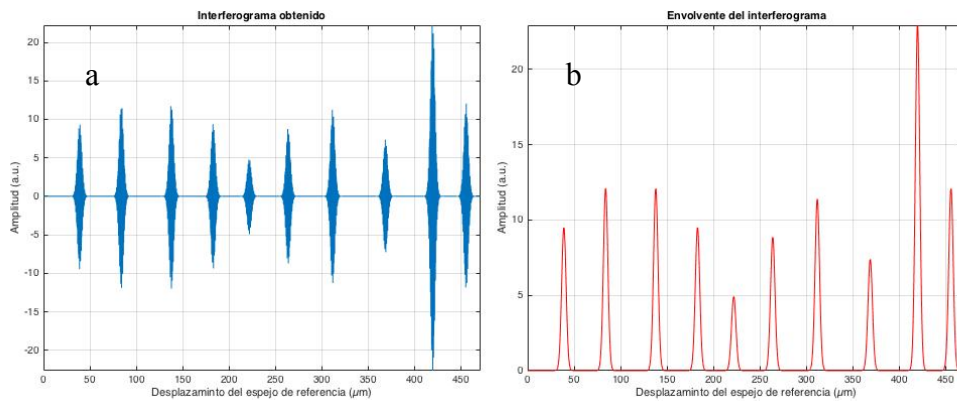 Interferograma obtenido
a
Amplitud (a.u.)
20
15
10
5
0
-5
-10
-15
-20
0 50 100 150 200 250 300 350 400 450
Desplazaminto del espejo de referencia (µm)
Envolvente del interferograma
b
Amplitud (a.u.)
20
15
10
5
0
0 50 100 150 200 250 300 350 400 450
Desplazaminto del espejo de referencia (µm)